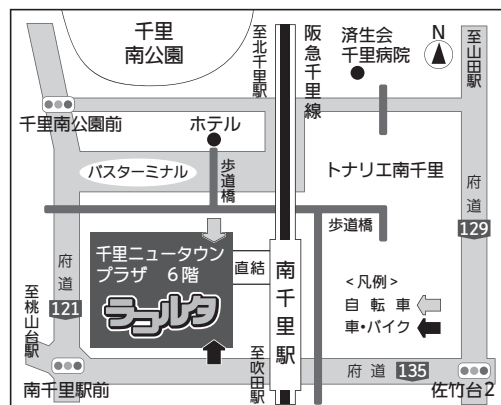 千里
南公園
至北千里駅
阪急千里線
済生会
千里病院
N
至山田駅
千里南公園前
ホテル
バスターミナル
歩道橋
トナリエ南千里
府道
129
歩道橋
千里ニュータウン
プラザ 6階
ラコルタ
直結
南千里駅
府道
121
至桃山台駅
<凡例>
自転車
車・バイク
南千里駅前
至吹田駅
府道 135
佐竹台2